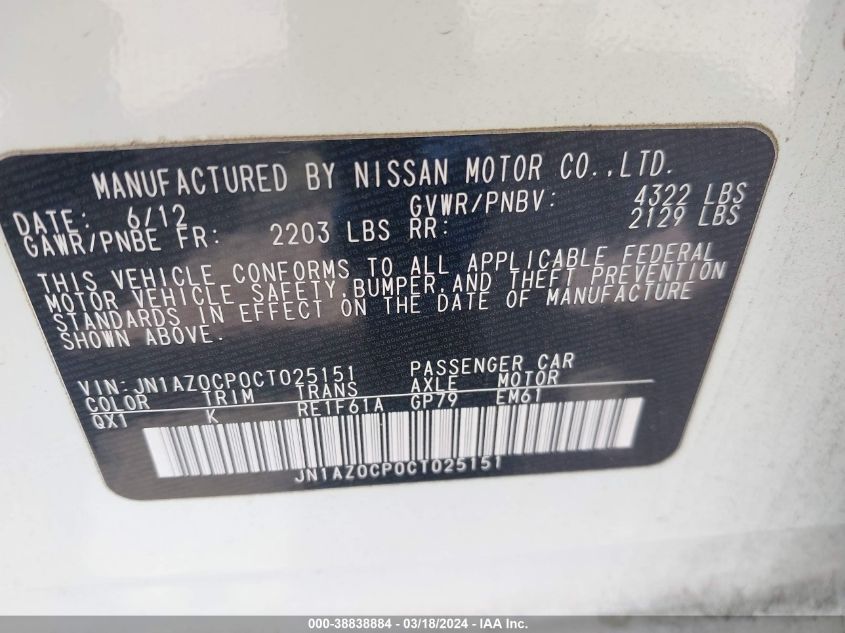 MANUFACTURED BY NISSAN MOTOR CO.,LTD.
DATE: 6/12 GVWR/PNBV: 4322 LBS
GAWR/PNBE FR: 2203 LBS RR: 2129 LBS
THIS VEHICLE CONFORMS TO ALL APPLICABLE FEDERAL
MOTOR VEHICLE SAFETY,BUMPER,AND THEFT PREVENTION
STANDARDS IN EFFECT ON THE DATE OF MANUFACTURE
SHOWN ABOVE.
VIN:JN1AZ0CP0CT025151 PASSENGER CAR
COLOR TRIM TRANS AXLE MOTOR
QX1 K RE1F61A GP79 EM61
JN1AZ0CP0CT025151
000-38838884 - 03/18/2024 - IAA Inc.